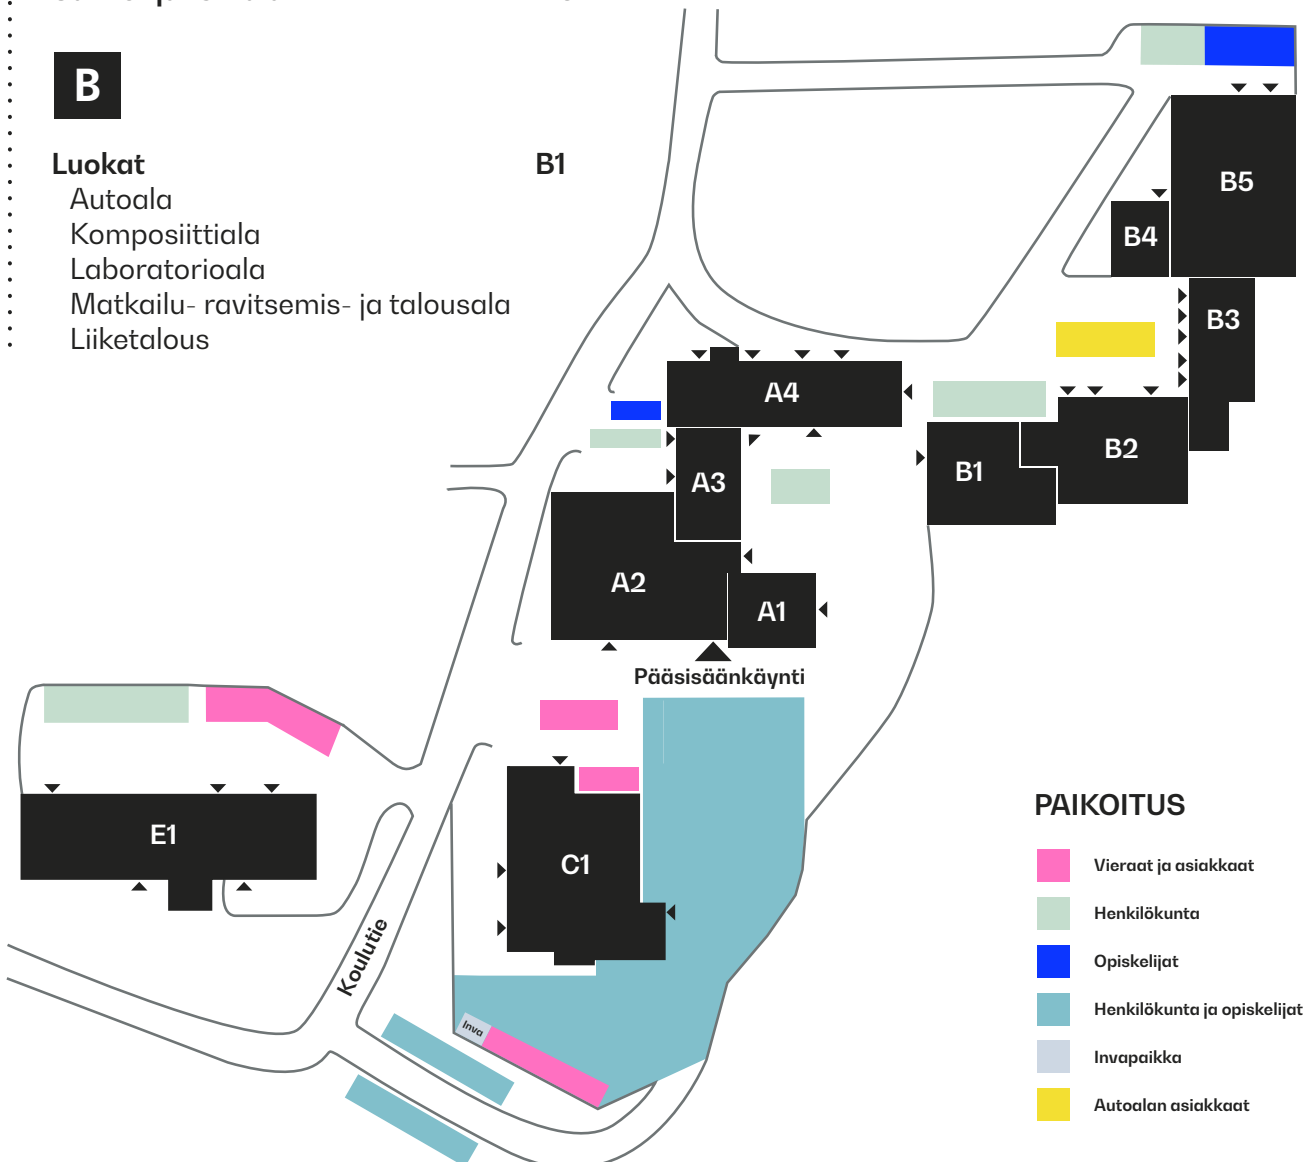 B
Luokat B1
Autoala
Komposiittiala
Laboratorioala
Matkailu- ravitsemis- ja talousala
Liiketalous
B5
B4
B3
A4
B2
B1
A3
A2
A1
Pääsisäänkäynti
E1
C1
Koulutie
Inva
PAIKOITUS
Vieraat ja asiakkaat
Henkilökunta
Opiskelijat
Henkilökunta ja opiskelijat
Invapaikka
Autoalan asiakkaat